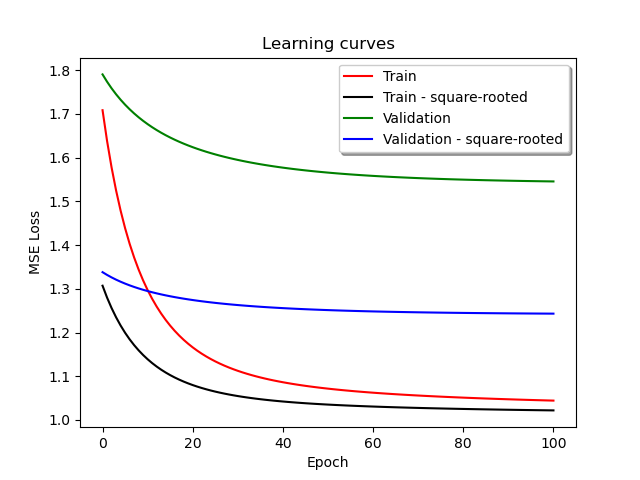 Learning curves
Train
Train - square-rooted
Validation
Validation - square-rooted
MSE Loss
1.8
1.7
1.6
1.5
1.4
1.3
1.2
1.1
1.0
0 20 40 60 80 100
Epoch